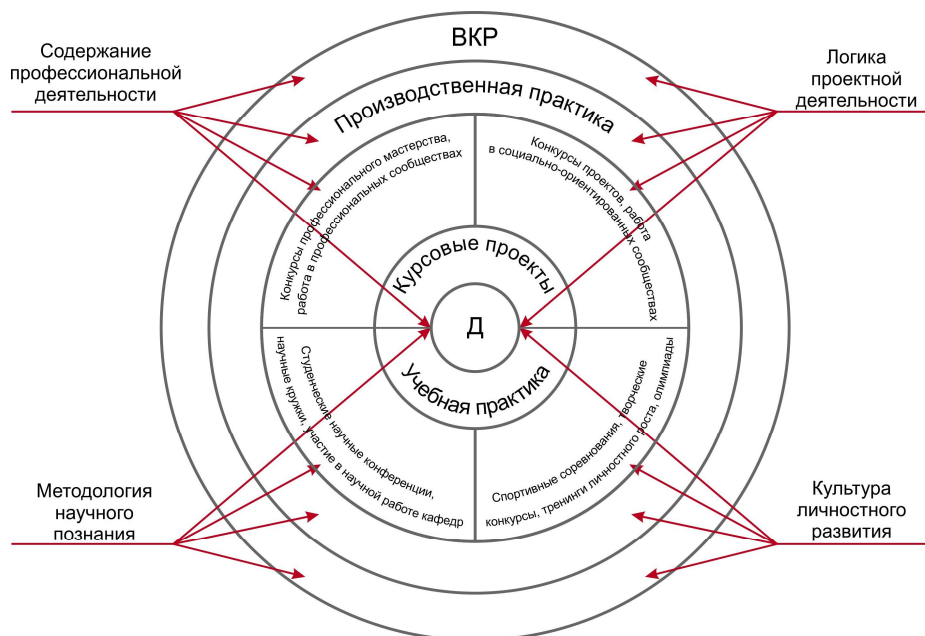 ВКР
Содержание
профессиональной
деятельности
Логика
проектной
деятельности
Производственная практика
Конкурсы профессионального мастерства,
работа в профессиональных сообществах
Конкурсы проектов, работа
в социально-ориентированных сообществах
Курсовые проекты
Д
Учебная практика
Студенческие научные конференции,
научные кружки, участие в научной работе кафедр
Спортивные соревнования, творческие
конкурсы, тренинги личностного роста, олимпиады
Методология
научного
познания
Культура
личностного
развития